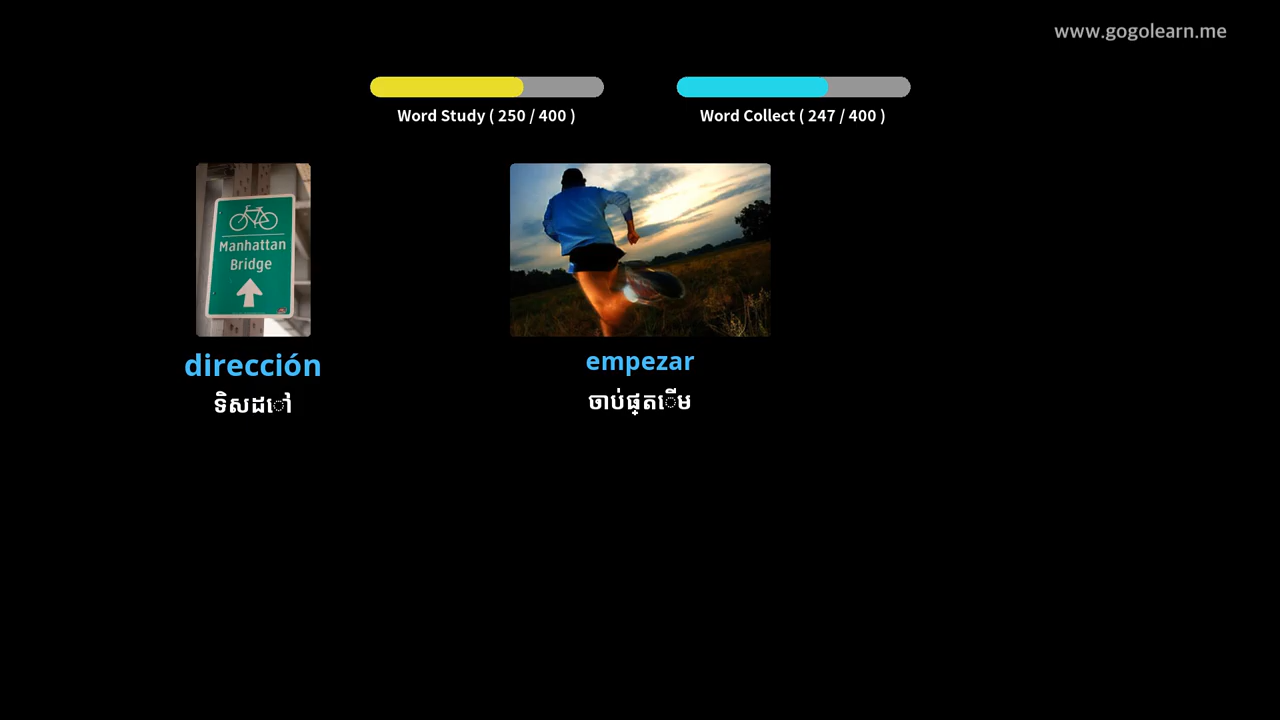 www.gogolearn.me
Word Study ( 250 / 400 )
Word Collect ( 247 / 400 )
Manhattan
Bridge
dirección
ទិសដៅ
empezar
ចាប់ផ្តើម